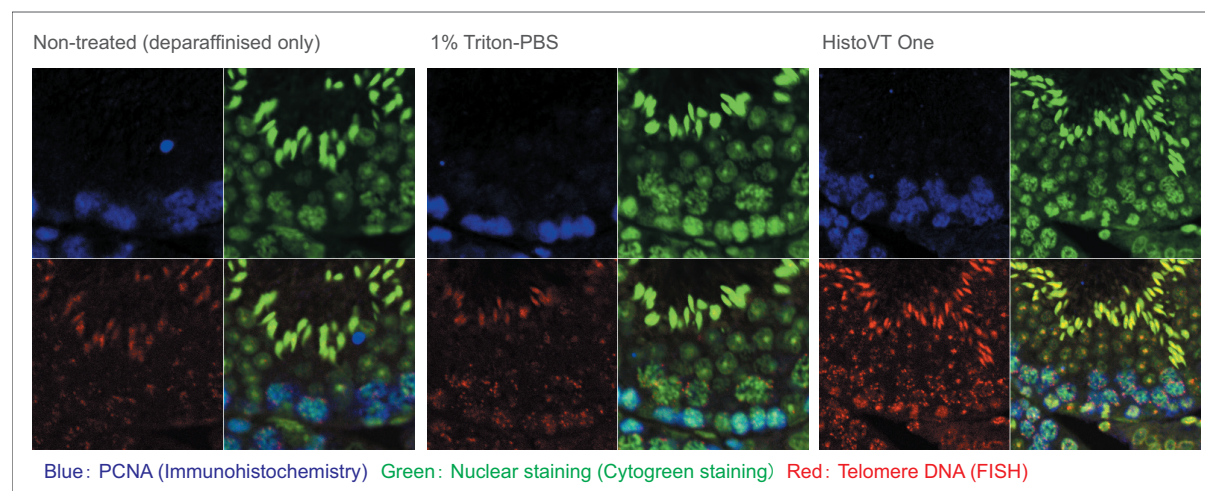 Non-treated (deparaffinised only)
1% Triton-PBS
HistoVT One
Blue: PCNA (Immunohistochemistry) Green: Nuclear staining (Cytogreen staining) Red: Telomere DNA (FISH)